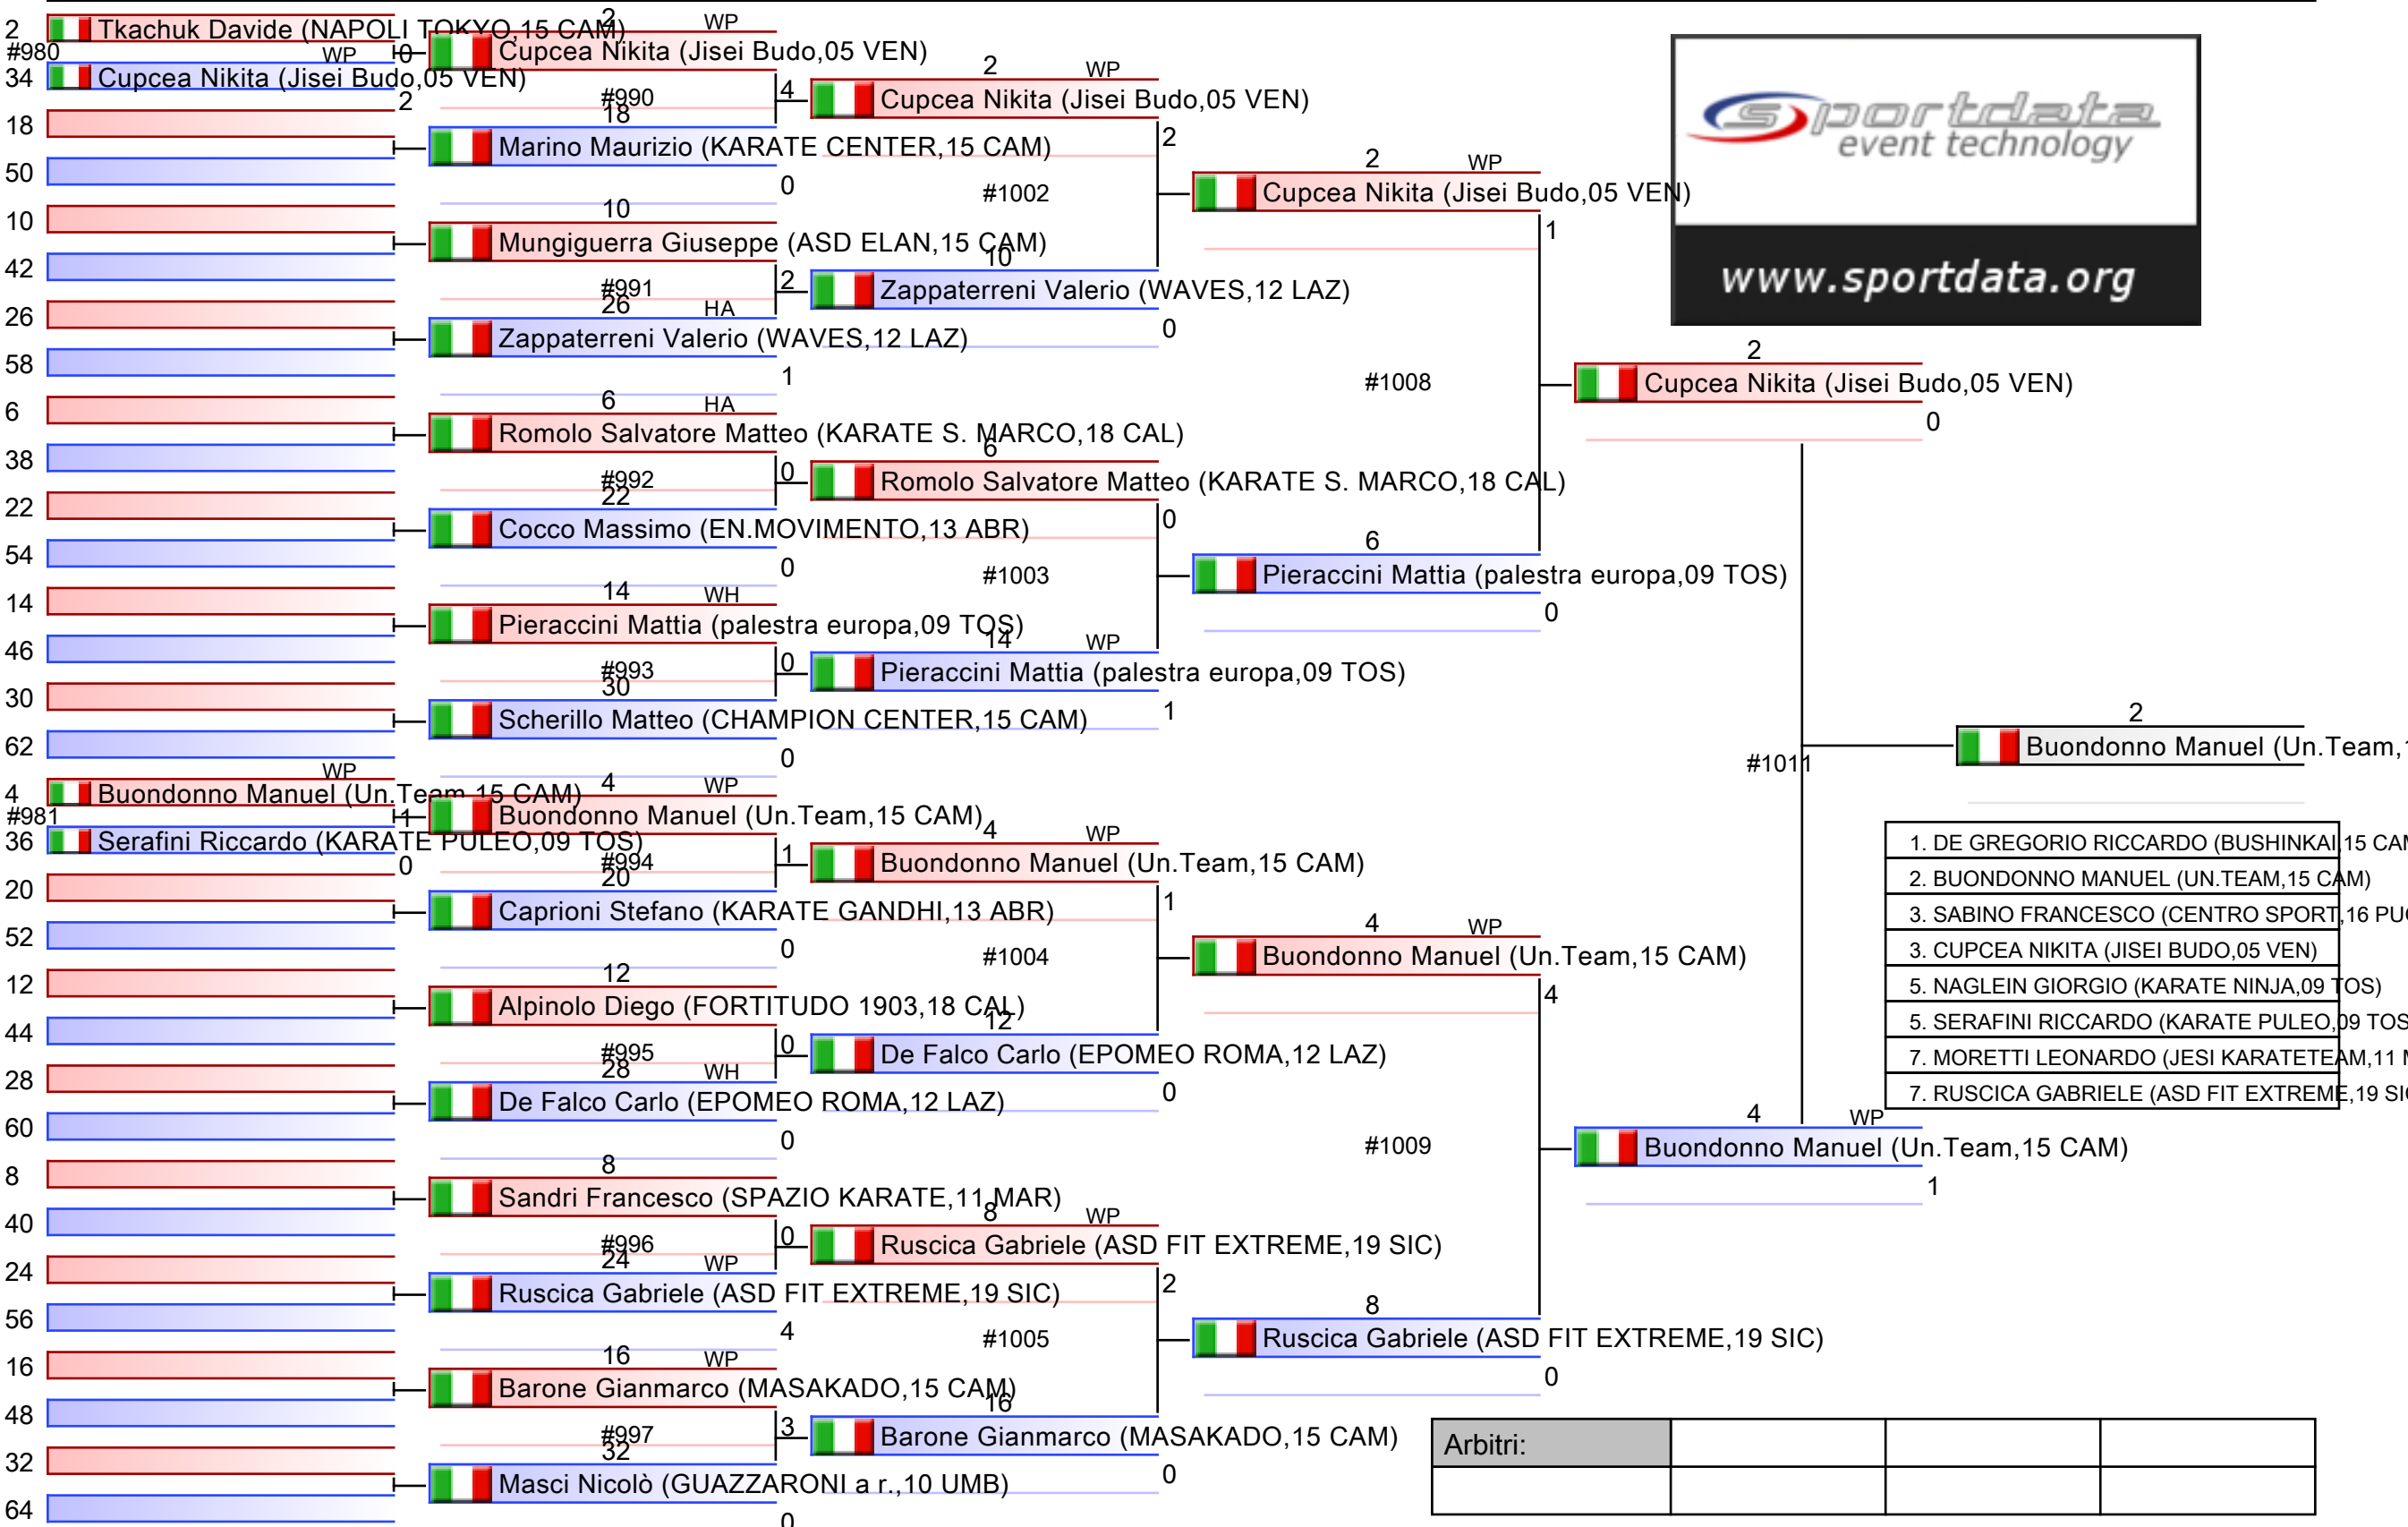 2 Tkachuk Davide (NAPOLI TOKYO,15 CAM)
#980 WP 0
34 Cupcea Nikita (Jisei Budo,05 VEN)
2
18
50
10
42
26
58
6
38
22
54
14
46
30
62
WP
4 Buondonno Manuel (Un.Team,15 CAM)
#981 1
36 Serafini Riccardo (KARATE PULEO,09 TOS)
0
20
52
12
44
28
60
8
40
24
56
16
48
32
64
2 WP
Cupcea Nikita (Jisei Budo,05 VEN)
#990 4
18
Marino Maurizio (KARATE CENTER,15 CAM)
0
10
Mungiguerra Giuseppe (ASD ELAN,15 CAM)
#991 2
26 HA
Zappaterreni Valerio (WAVES,12 LAZ)
1
6 HA
Romolo Salvatore Matteo (KARATE S. MARCO,18 CAL)
#992 0
22
Cocco Massimo (EN.MOVIMENTO,13 ABR)
0
14 WH
Pieraccini Mattia (palestra europa,09 TOS)
#993 0
30
Scherillo Matteo (CHAMPION CENTER,15 CAM)
0
4 WP
Buondonno Manuel (Un.Team,15 CAM)
#994 1
20
Caprioni Stefano (KARATE GANDHI,13 ABR)
0
12
Alpinolo Diego (FORTITUDO 1903,18 CAL)
#995 0
28 WH
De Falco Carlo (EPOMEO ROMA,12 LAZ)
0
8
Sandri Francesco (SPAZIO KARATE,11 MAR)
#996 0
24 WP
Ruscica Gabriele (ASD FIT EXTREME,19 SIC)
4
16 WP
Barone Gianmarco (MASAKADO,15 CAM)
#997 3
32
Masci Nicolò (GUAZZARONI a r.,10 UMB)
0
2 WP
Cupcea Nikita (Jisei Budo,05 VEN)
2
#1002
10
Zappaterreni Valerio (WAVES,12 LAZ)
0
6
Romolo Salvatore Matteo (KARATE S. MARCO,18 CAL)
0
#1003
14 WP
Pieraccini Mattia (palestra europa,09 TOS)
1
4 WP
Buondonno Manuel (Un.Team,15 CAM)
1
#1004
12
De Falco Carlo (EPOMEO ROMA,12 LAZ)
0
8 WP
Ruscica Gabriele (ASD FIT EXTREME,19 SIC)
2
#1005
16
Barone Gianmarco (MASAKADO,15 CAM)
0
2 WP
Cupcea Nikita (Jisei Budo,05 VEN)
1
#1008
6
Pieraccini Mattia (palestra europa,09 TOS)
0
4 WP
Buondonno Manuel (Un.Team,15 CAM)
4
#1009
8
Ruscica Gabriele (ASD FIT EXTREME,19 SIC)
0
sportdata
event technology
www.sportdata.org
2
Cupcea Nikita (Jisei Budo,05 VEN)
0
#1011
4 WP
Buondonno Manuel (Un.Team,15 CAM)
1
2
Buondonno Manuel (Un.Team,
1. DE GREGORIO RICCARDO (BUSHINKAI,15 CAM
2. BUONDONNO MANUEL (UN.TEAM,15 CAM)
3. SABINO FRANCESCO (CENTRO SPORT,16 PUG
3. CUPCEA NIKITA (JISEI BUDO,05 VEN)
5. NAGLEIN GIORGIO (KARATE NINJA,09 TOS)
5. SERAFINI RICCARDO (KARATE PULEO,09 TOS
7. MORETTI LEONARDO (JESI KARATETEAM,11 M
7. RUSCICA GABRIELE (ASD FIT EXTREME,19 SIC
Arbitri: